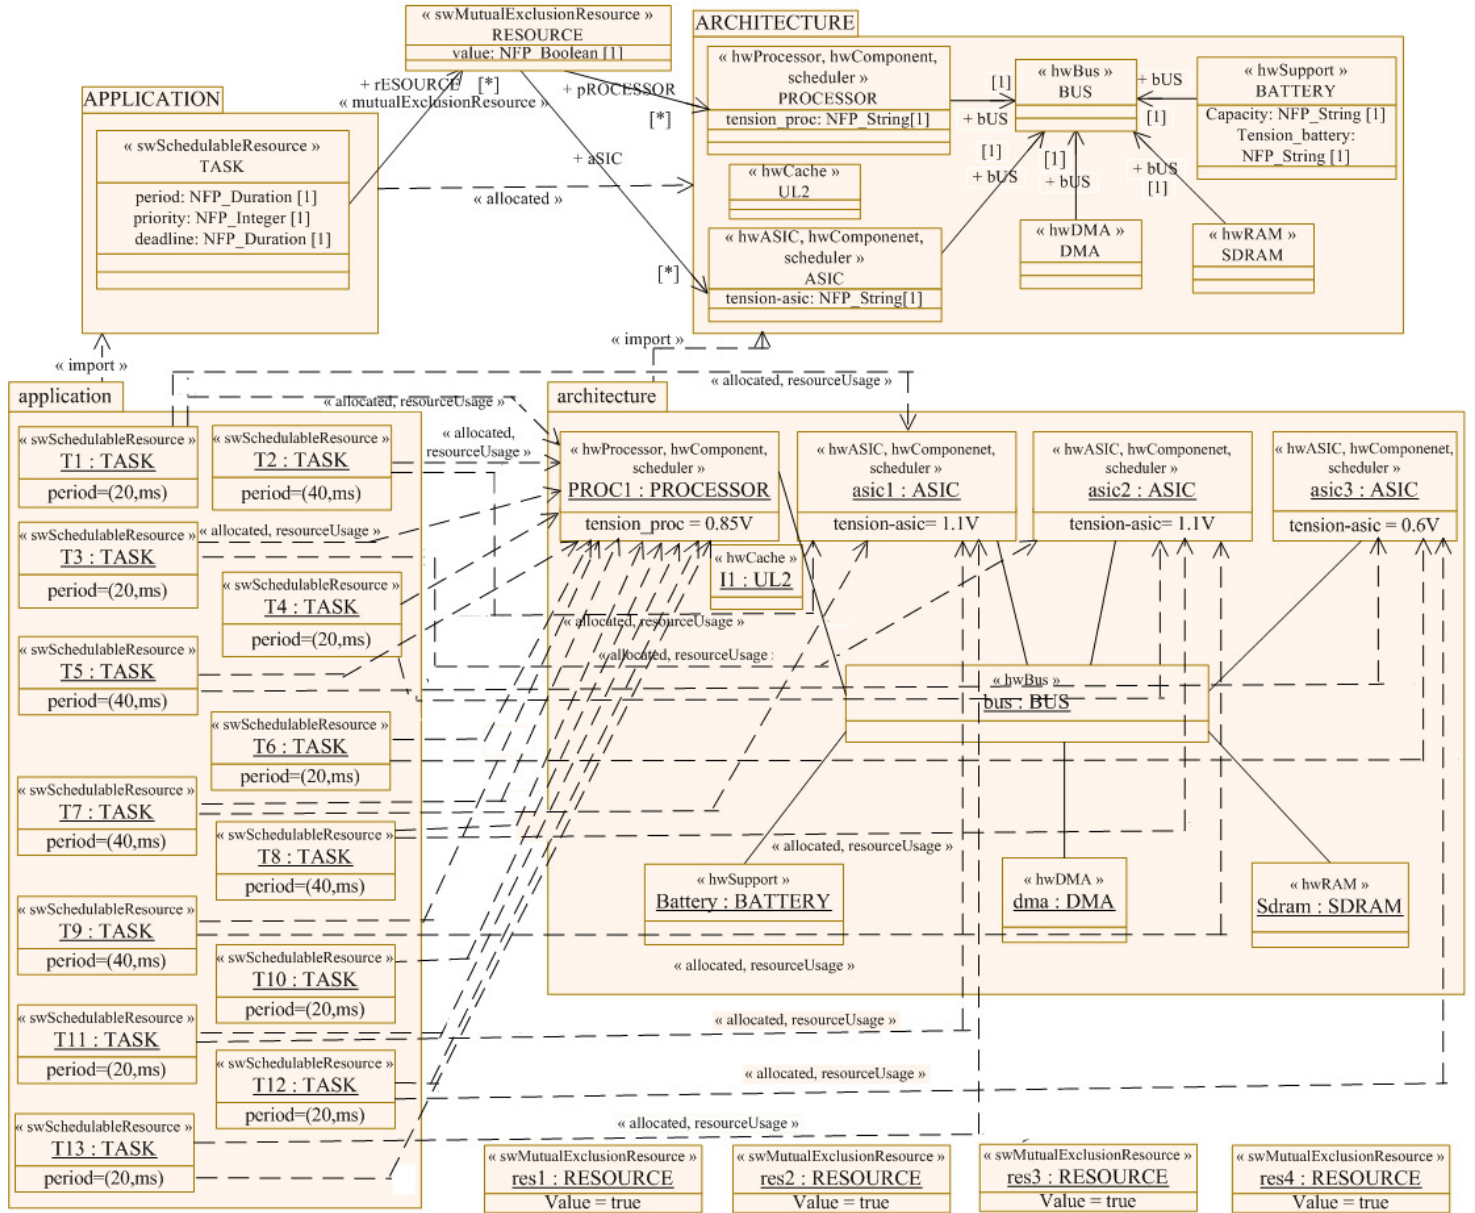 « swMutualExclusionResource »
RESOURCE
value: NFP_Boolean [1]
+ rESOURCE
[*]
« mutualExclusionResource »
+ pROCESSOR
[*]
+ aSIC
[*]
« allocated »
APPLICATION
« swSchedulableResource »
TASK
period: NFP_Duration [1]
priority: NFP_Integer [1]
deadline: NFP_Duration [1]
ARCHITECTURE
« hwProcessor, hwComponent,
scheduler »
PROCESSOR
tension_proc: NFP_String[1]
[1]
+ bUS
« hwBus »
BUS
+ bUS
[1]
« hwSupport »
BATTERY
Capacity: NFP_String [1]
Tension_battery:
NFP_String [1]
« hwCache »
UL2
[1]
+ bUS
[1]
+ bUS
+ bUS
[1]
« hwASIC, hwComponenet,
scheduler »
ASIC
tension-asic: NFP_String[1]
« hwDMA »
DMA
« hwRAM »
SDRAM
« import »
« import »
application
« swSchedulableResource »
T1 : TASK
period=(20,ms)
« swSchedulableResource »
T2 : TASK
period=(40,ms)
« swSchedulableResource »
T3 : TASK
period=(20,ms)
« swSchedulableResource »
T4 : TASK
period=(20,ms)
« swSchedulableResource »
T5 : TASK
period=(40,ms)
« swSchedulableResource »
T6 : TASK
period=(20,ms)
« swSchedulableResource »
T7 : TASK
period=(40,ms)
« swSchedulableResource »
T8 : TASK
period=(40,ms)
« swSchedulableResource »
T9 : TASK
period=(40,ms)
« swSchedulableResource »
T10 : TASK
period=(20,ms)
« swSchedulableResource »
T11 : TASK
period=(20,ms)
« swSchedulableResource »
T12 : TASK
period=(20,ms)
« swSchedulableResource »
T13 : TASK
period=(20,ms)
« allocated, resourceUsage »
« allocated, resourceUsage »
« allocated,
resourceUsage »
« allocated, resourceUsage »
architecture
« hwProcessor, hwComponent,
scheduler »
PROC1 : PROCESSOR
tension_proc = 0.85V
« hwASIC, hwComponenet,
scheduler »
asic1 : ASIC
tension-asic= 1.1V
« hwASIC, hwComponenet,
scheduler »
asic2 : ASIC
tension-asic= 1.1V
« hwASIC, hwComponenet,
scheduler »
asic3 : ASIC
tension-asic = 0.6V
« hwCache »
I1 : UL2
« allocated, resourceUsage »
« allocated, resourceUsage :
« hwBus »
bus : BUS
« allocated, resourceUsage »
« hwSupport »
Battery : BATTERY
« hwDMA »
dma : DMA
« hwRAM »
Sdram : SDRAM
« allocated, resourceUsage »
« allocated, resourceUsage »
« allocated, resourceUsage »
« allocated, resourceUsage »
« swMutualExclusionResource »
res1 : RESOURCE
Value = true
« swMutualExclusionResource »
res2 : RESOURCE
Value = true
« swMutualExclusionResource »
res3 : RESOURCE
Value = true
« swMutualExclusionResource »
res4 : RESOURCE
Value = true